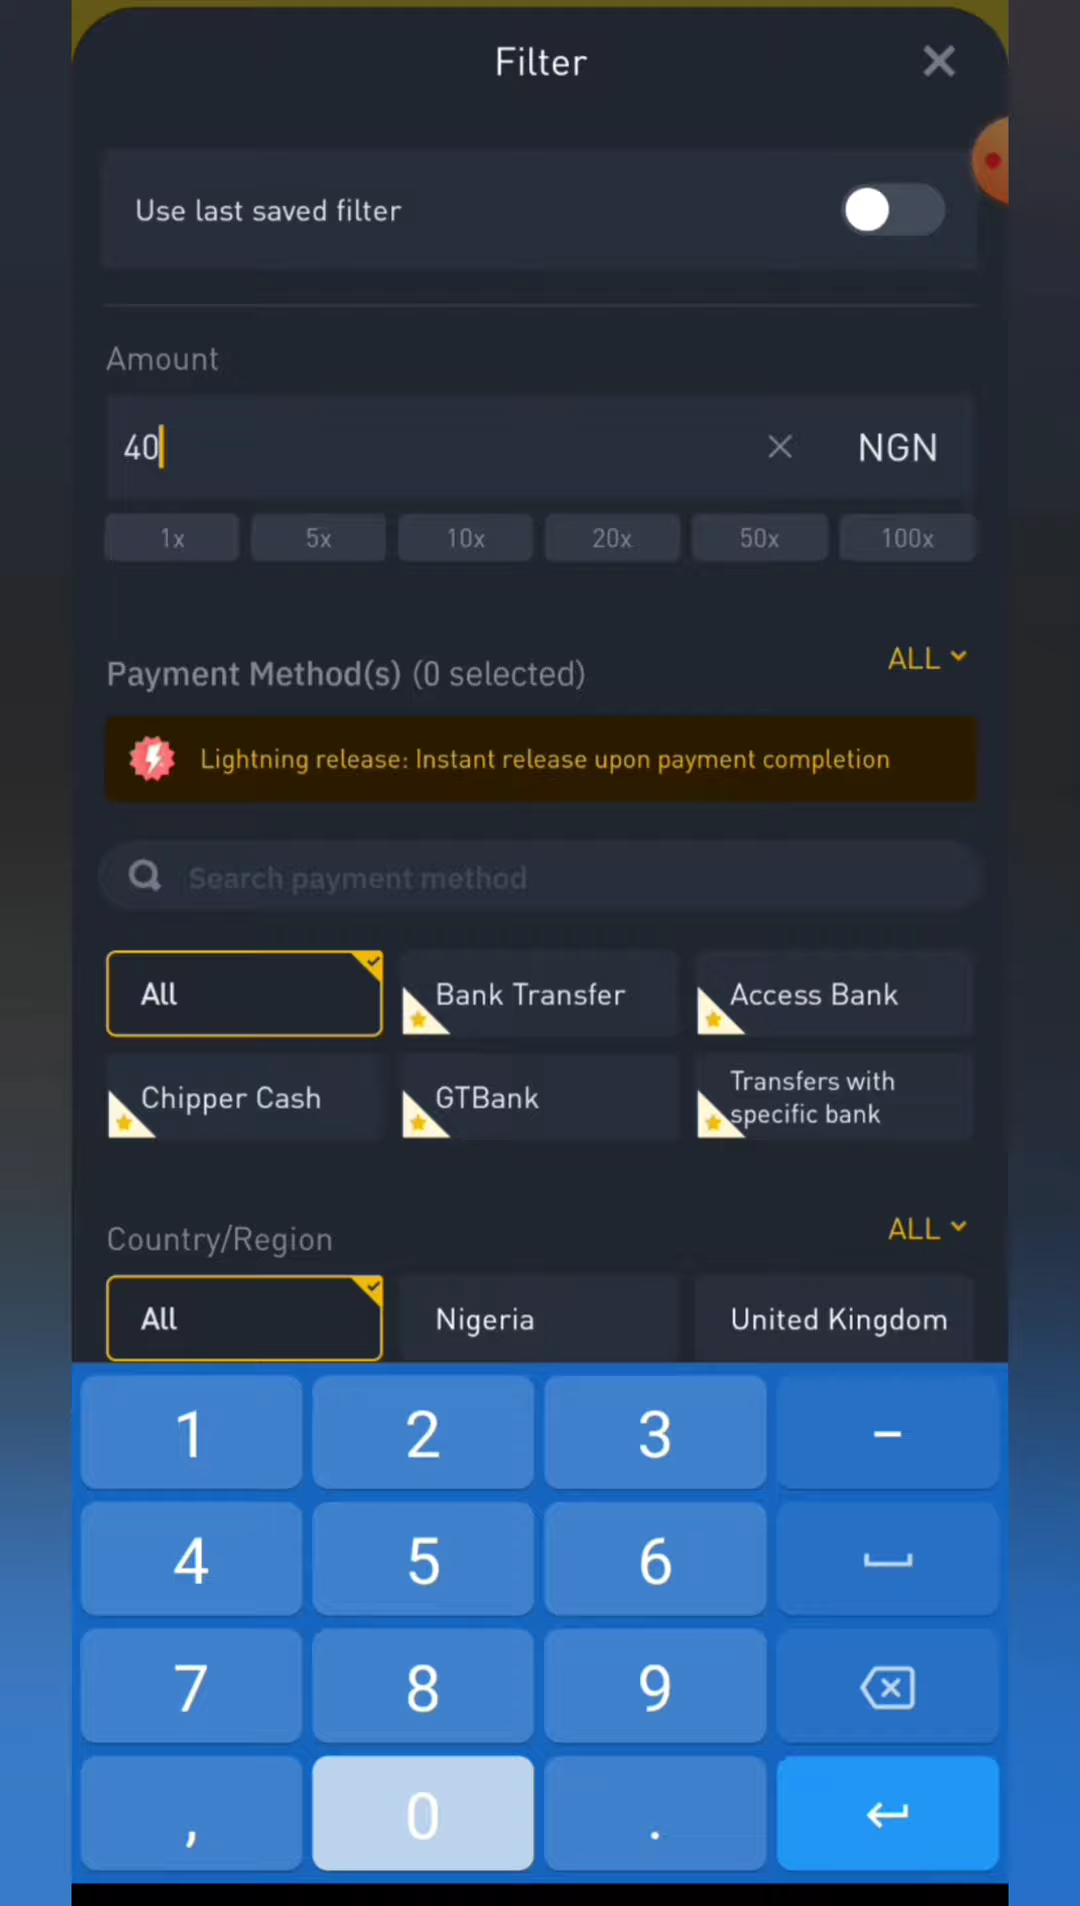 Filter
Use last saved filter
Amount
40 NGN
1x 5x 10x 20x 50x 100x
Payment Method(s) (0 selected) ALL
Lightning release: Instant release upon payment completion
Search payment method
All Bank Transfer Access Bank
Chipper Cash GTBank Transfers with
specific bank
Country/Region ALL
All Nigeria United Kingdom
1 2 3 –
4 5 6
7 8 9
, 0 .